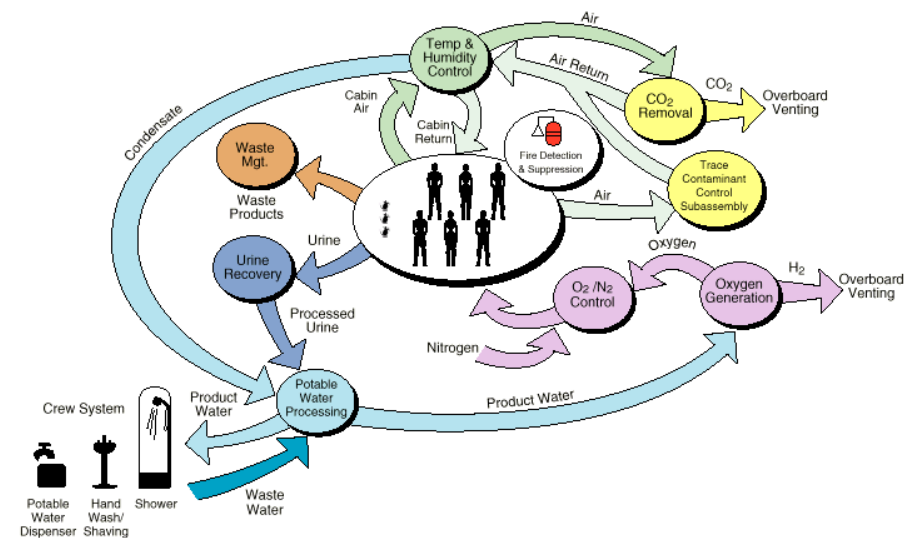 Air
Temp &
Humidity
Control
Air Return
CO2
Removal
CO2
Overboard
Venting
Cabin
Air
Cabin
Return
Condensate
Waste
Mgt.
Waste
Products
Fire Detection
& Suppression
Trace
Contaminant
Control
Subassembly
Air
Urine
Urine
Recovery
Processed
Urine
Oxygen
O2 /N2
Control
Oxygen
Generation
H2
Overboard
Venting
Nitrogen
Potable
Water
Processing
Product Water
Product
Water
Crew System
Waste
Water
Potable
Water
Dispenser
Hand
Wash/
Shaving
Shower